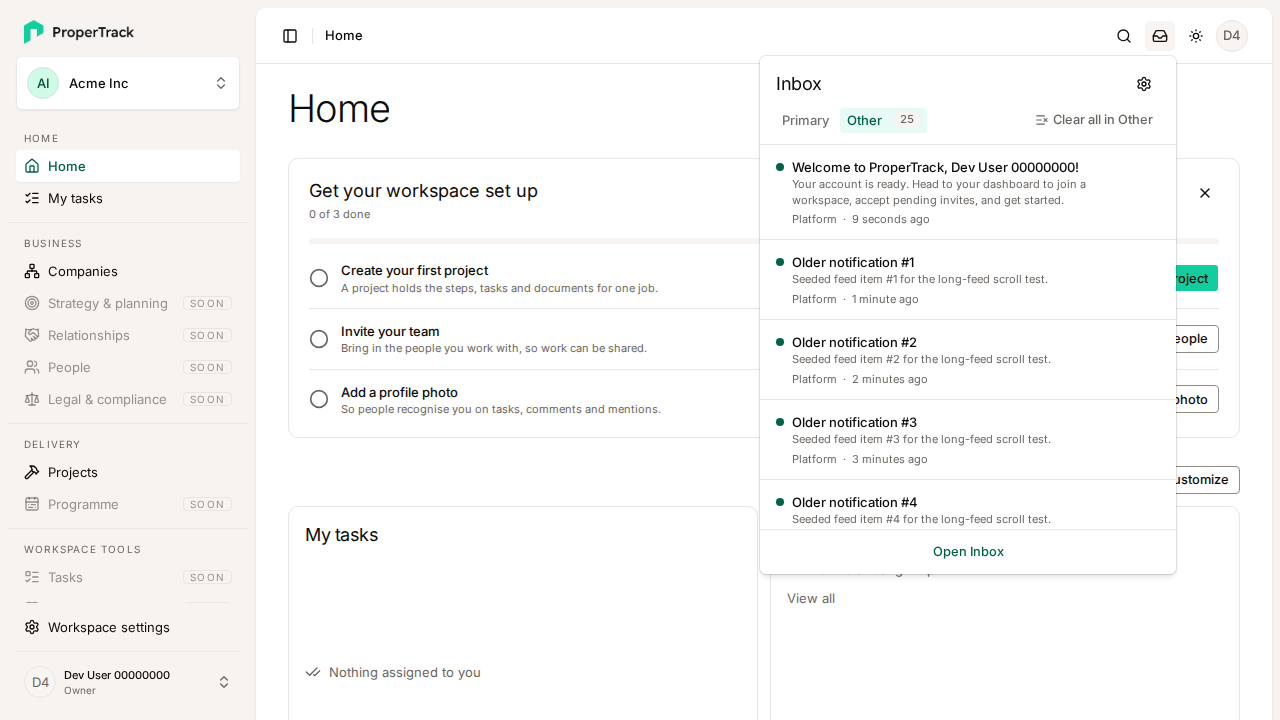 ProperTrack
AI
Acme Inc
HOME
Home
My tasks
BUSINESS
Companies
Strategy & planning SOON
Relationships SOON
People SOON
Legal & compliance SOON
DELIVERY
Projects
Programme SOON
WORKSPACE TOOLS
Tasks SOON
Workspace settings
D4
Dev User 00000000
Owner
Home
D4
Home
Get your workspace set up
0 of 3 done
Create your first project
A project holds the steps, tasks and documents for one job.
roject
Invite your team
Bring in the people you work with, so work can be shared.
eople
Add a profile photo
So people recognise you on tasks, comments and mentions.
photo
ustomize
My tasks
Nothing assigned to you
View all
Inbox
Primary
Other 25
Clear all in Other
Welcome to ProperTrack, Dev User 00000000!
Your account is ready. Head to your dashboard to join a
workspace, accept pending invites, and get started.
Platform · 9 seconds ago
Older notification #1
Seeded feed item #1 for the long-feed scroll test.
Platform · 1 minute ago
Older notification #2
Seeded feed item #2 for the long-feed scroll test.
Platform · 2 minutes ago
Older notification #3
Seeded feed item #3 for the long-feed scroll test.
Platform · 3 minutes ago
Older notification #4
Seeded feed item #4 for the long-feed scroll test.
Open Inbox